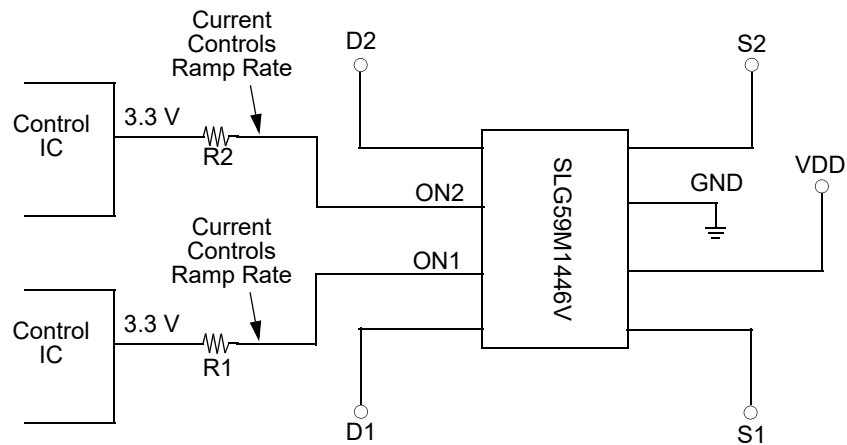 Current
Controls
Ramp Rate
D2
S2
Control
IC
3.3 V
R2
SLG59M1446V
VDD
GND
ON2
Current
Controls
Ramp Rate
ON1
Control
IC
3.3 V
R1
D1
S1